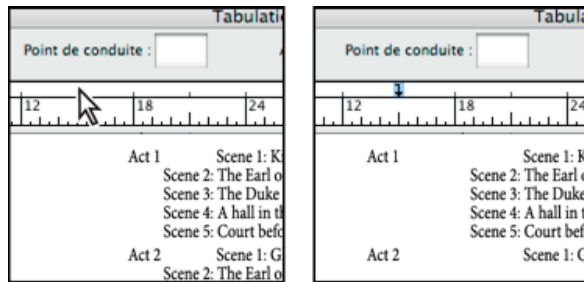 Tabulati
Point de conduite :
12 18 24
Act 1 Scene 1: K
Scene 2: The Earl o
Scene 3: The Duke
Scene 4: A hall in th
Scene 5: Court befo
Act 2 Scene 1: G
Scene 2: The Earl o
Tabula
Point de conduite :
12 18 24
Act 1 Scene 1: K
Scene 2: The Earl o
Scene 3: The Duke
Scene 4: A hall in t
Scene 5: Court bef
Act 2 Scene 1: G